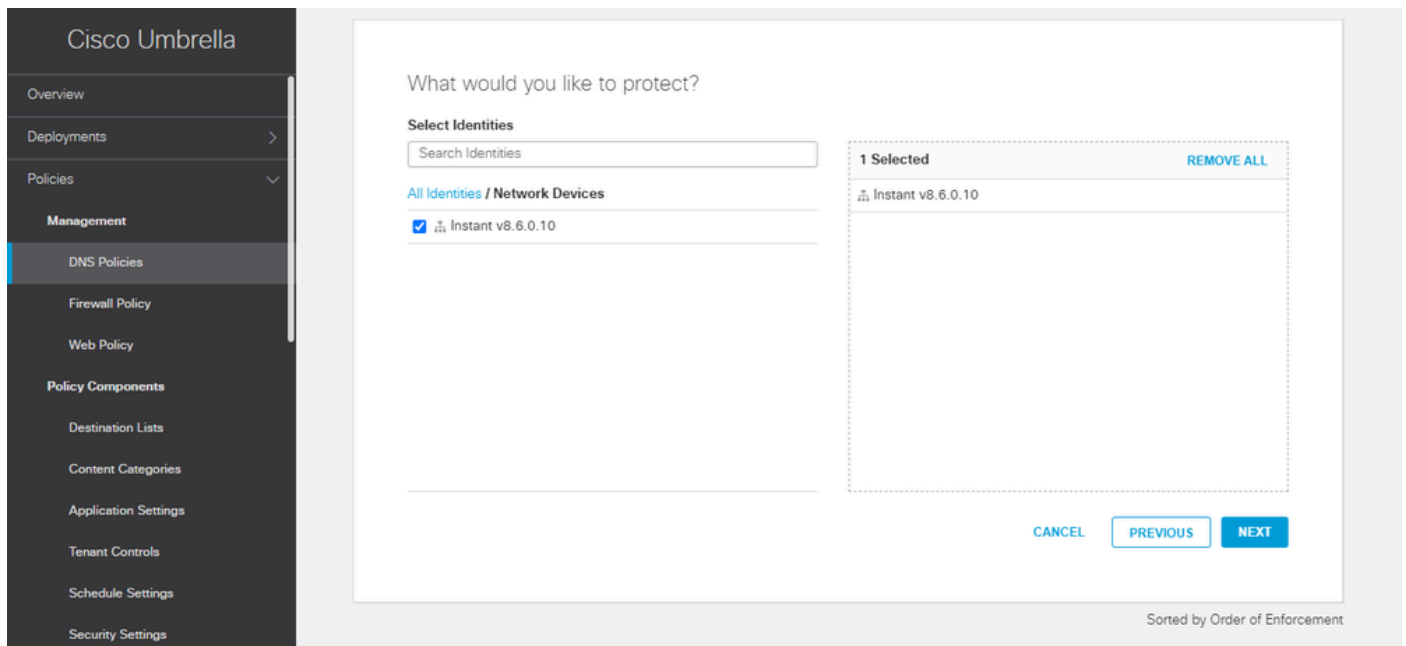 Cisco Umbrella
Overview
Deployments
Policies
Management
DNS Policies
Firewall Policy
Web Policy
Policy Components
Destination Lists
Content Categories
Application Settings
Tenant Controls
Schedule Settings
Security Settings
What would you like to protect?
Select Identities
Search Identities
All Identities / Network Devices
Instant v8.6.0.10
1 Selected REMOVE ALL
Instant v8.6.0.10
CANCEL PREVIOUS NEXT
Sorted by Order of Enforcement